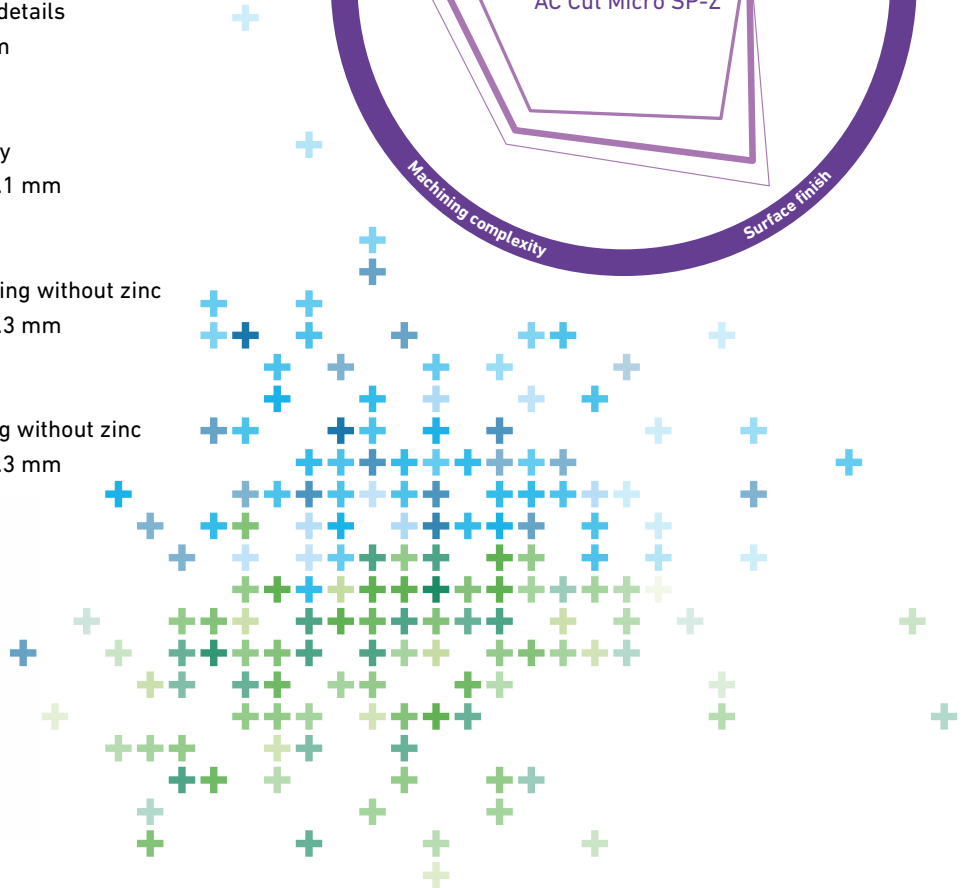 details
AC Cut Micro SP-Z
Machining complexity
Surface finish
.1 mm
ing without zinc
.3 mm
g without zinc
.3 mm